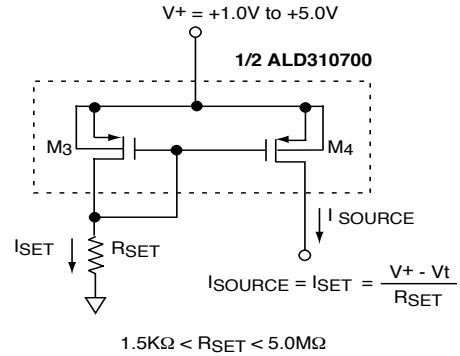 V+ = +1.0V to +5.0V
1/2 ALD310700
M3
M4
ISET
RSET
I SOURCE
ISOURCE = ISET = V+ - Vt / RSET
1.5KΩ < RSET < 5.0MΩ